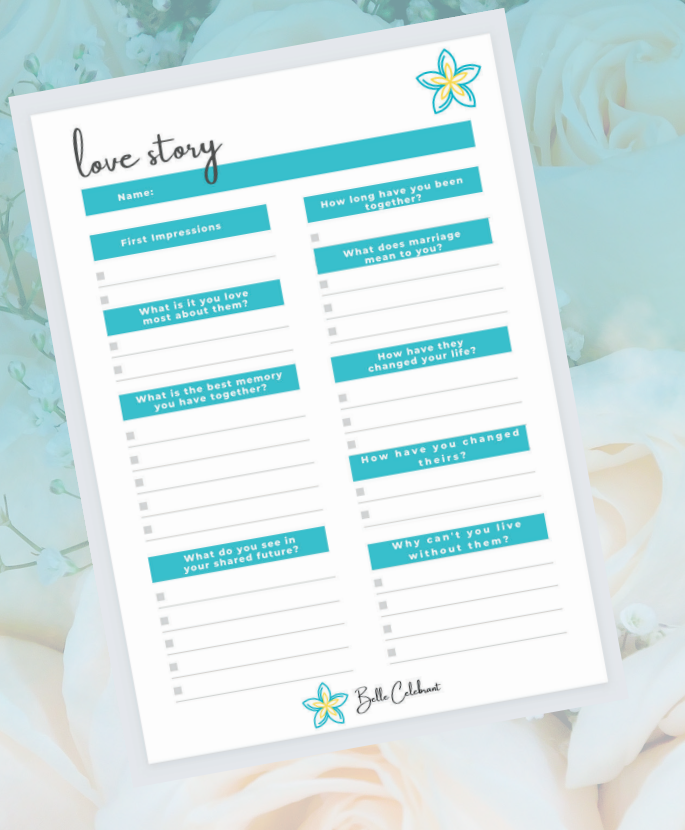 love story
Name:
First Impressions
What is it you love
most about them?
What is the best memory
you have together?
What do you see in
your shared future?
How long have you been
together?
What does marriage
mean to you?
How have they
changed your life?
How have you changed
theirs?
Why can't you live
without them?
Belle Celebrant